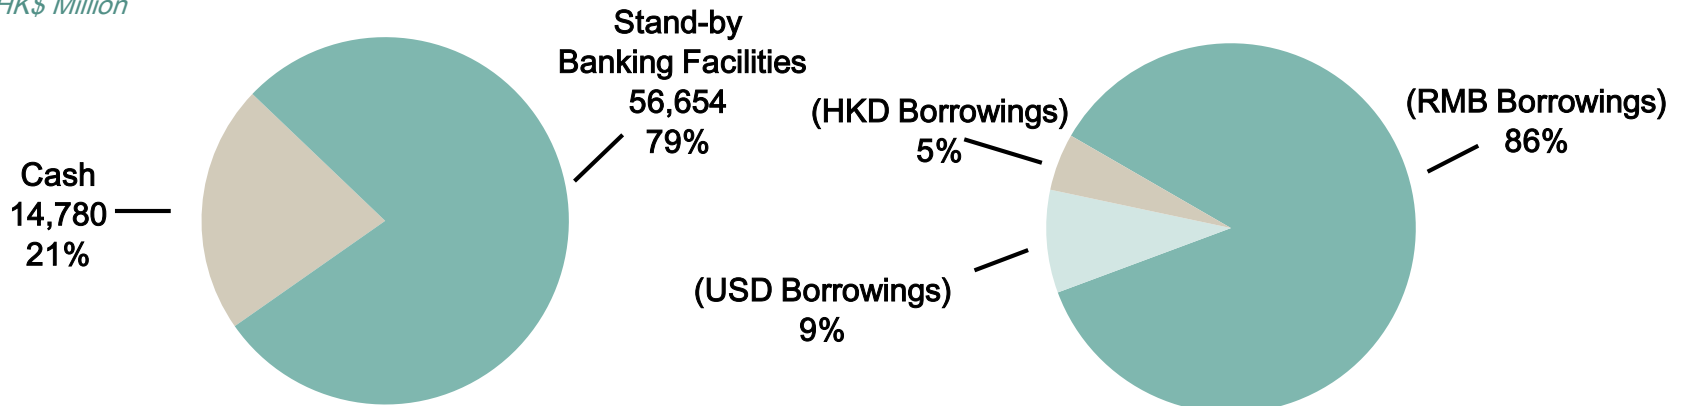 HK$ Million
Stand-by
Banking Facilities
56,654
79%
Cash
14,780
21%
(HKD Borrowings)
5%
(RMB Borrowings)
86%
(USD Borrowings)
9%